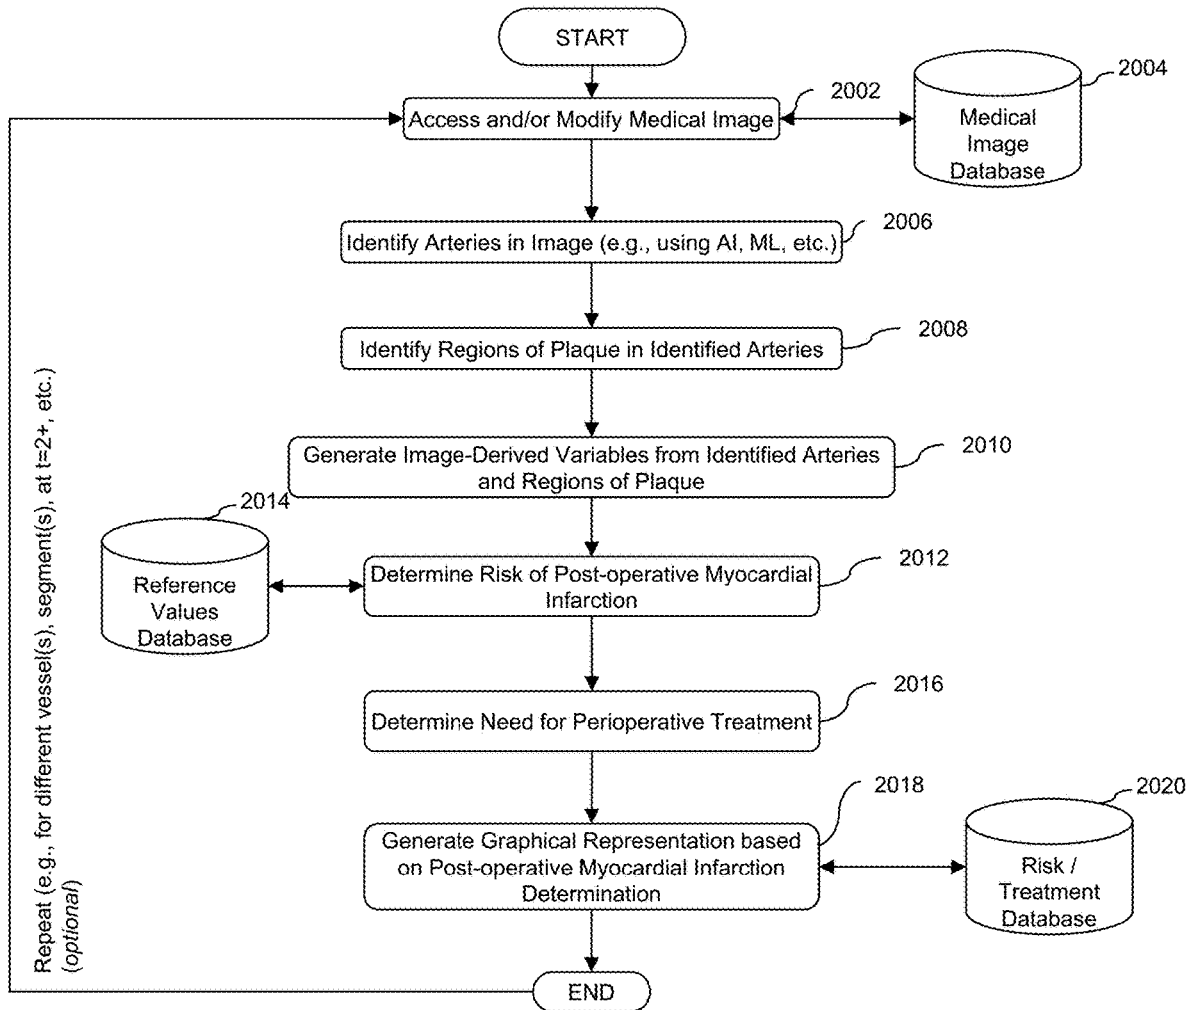 START
2002
2004
Access and/or Modify Medical Image
Medical
Image
Database
2006
Identify Arteries in Image (e.g., using AI, ML, etc.)
2008
Identify Regions of Plaque in Identified Arteries
2010
Generate Image-Derived Variables from Identified Arteries
and Regions of Plaque
2014
Reference
Values
Database
2012
Determine Risk of Post-operative Myocardial
Infarction
2016
Determine Need for Perioperative Treatment
2018
2020
Generate Graphical Representation based
on Post-operative Myocardial Infarction
Determination
Risk /
Treatment
Database
END
Repeat (e.g., for different vessel(s), segment(s), at t=2+, etc.)
(optional)